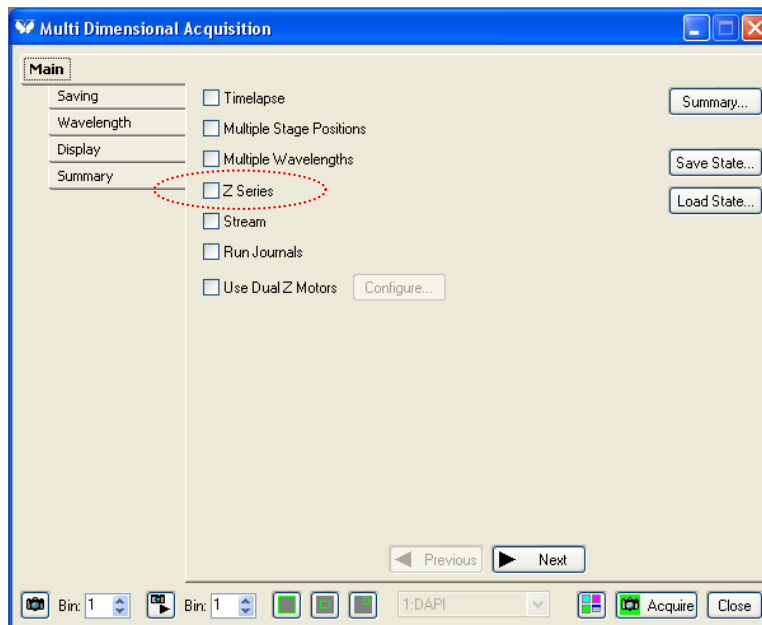 Multi Dimensional Acquisition
Main
Saving
Wavelength
Display
Summary
Timelapse
Multiple Stage Positions
Multiple Wavelengths
Z Series
Stream
Run Journals
Use Dual Z Motors Configure...
Summary...
Save State...
Load State...
Previous Next
Bin: 1 Bin: 1 1:DAPI Acquire Close